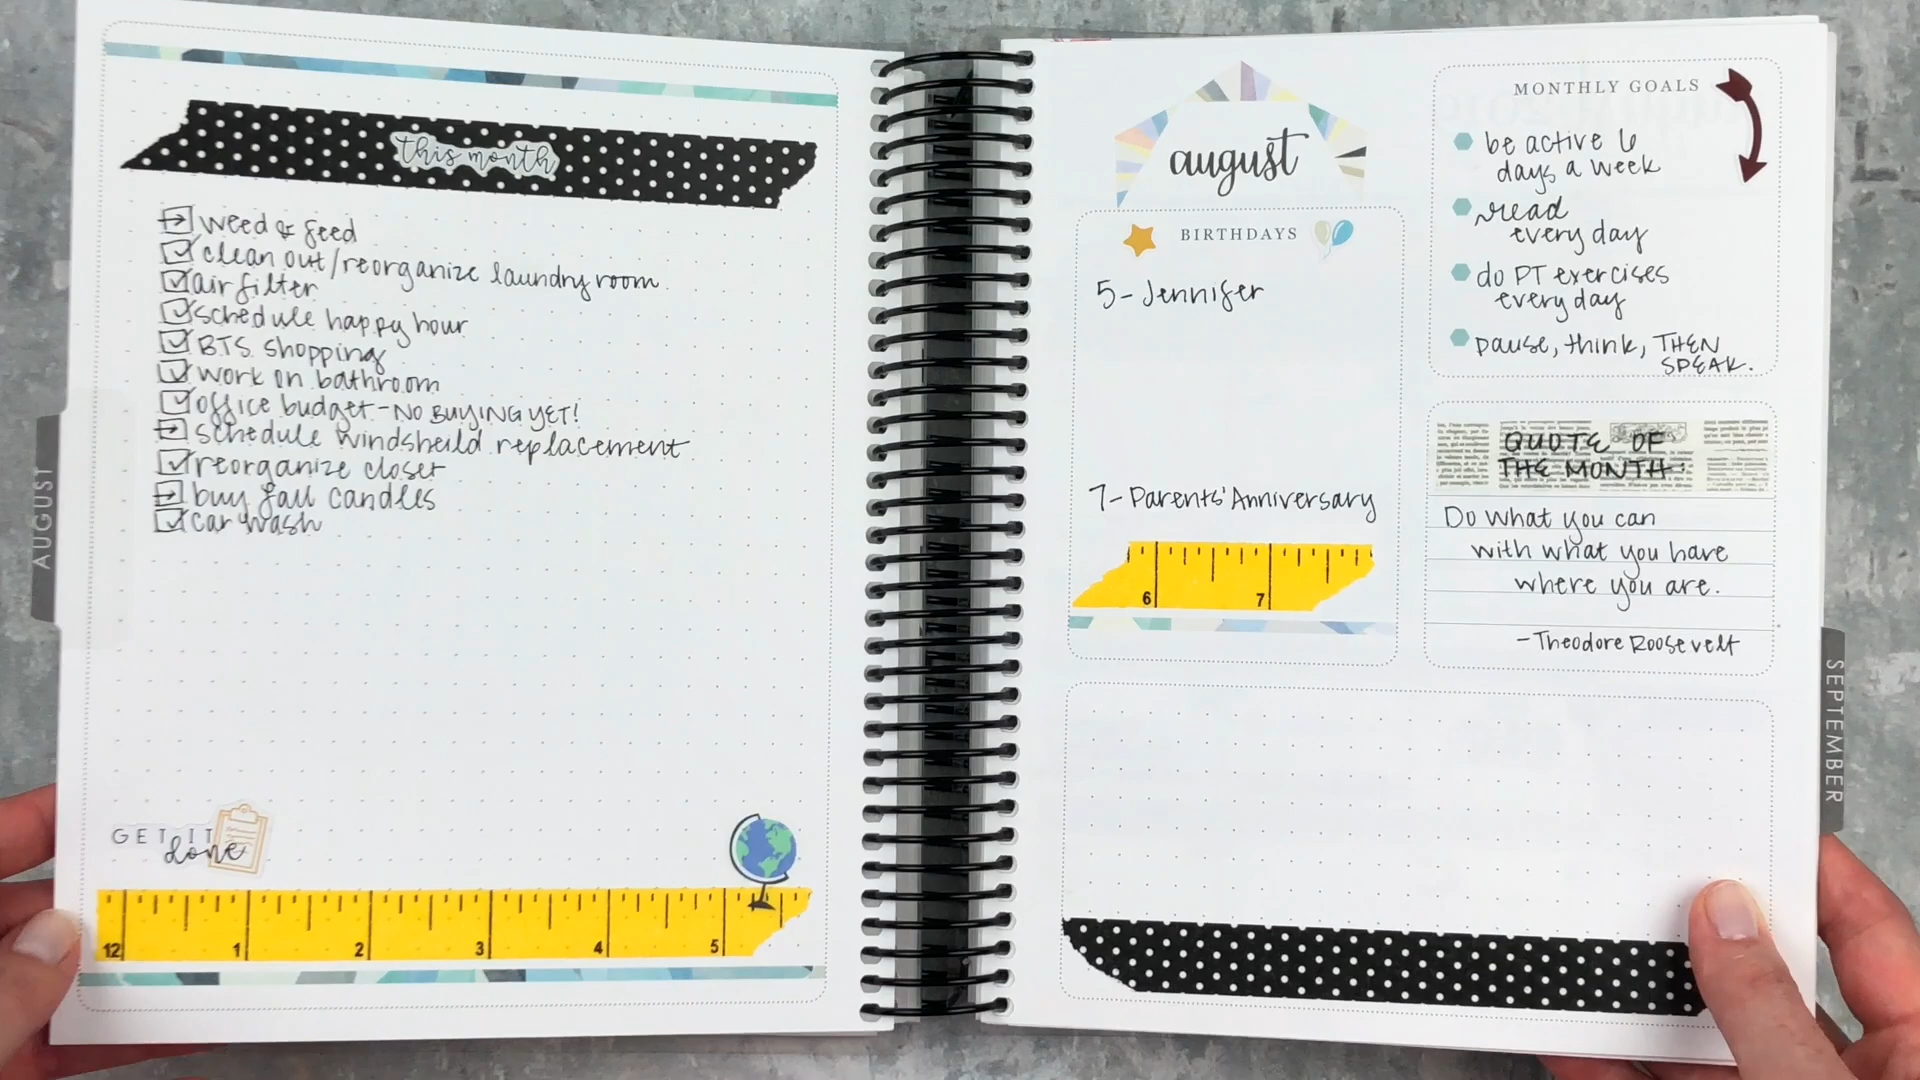 this month
weed & feed
clean out/reorganize laundry room
air filter
schedule happy hour
BTS shopping
work on bathroom
office budget - NO BUYING YET!
schedule windsheild replacement
reorganize closet
buy fall candles
car wash
GET IT
done
12 1 2 3 4 5
AUGUST
august
BIRTHDAYS
5 - Jennifer
7 - Parents' Anniversary
6 7
MONTHLY GOALS
be active 6
days a week
read
every day
do PT exercises
every day
pause, think, THEN
SPEAK.
QUOTE OF
THE MONTH:
Do what you can
with what you have
where you are.
- Theodore Roosevelt
SEPTEMBER